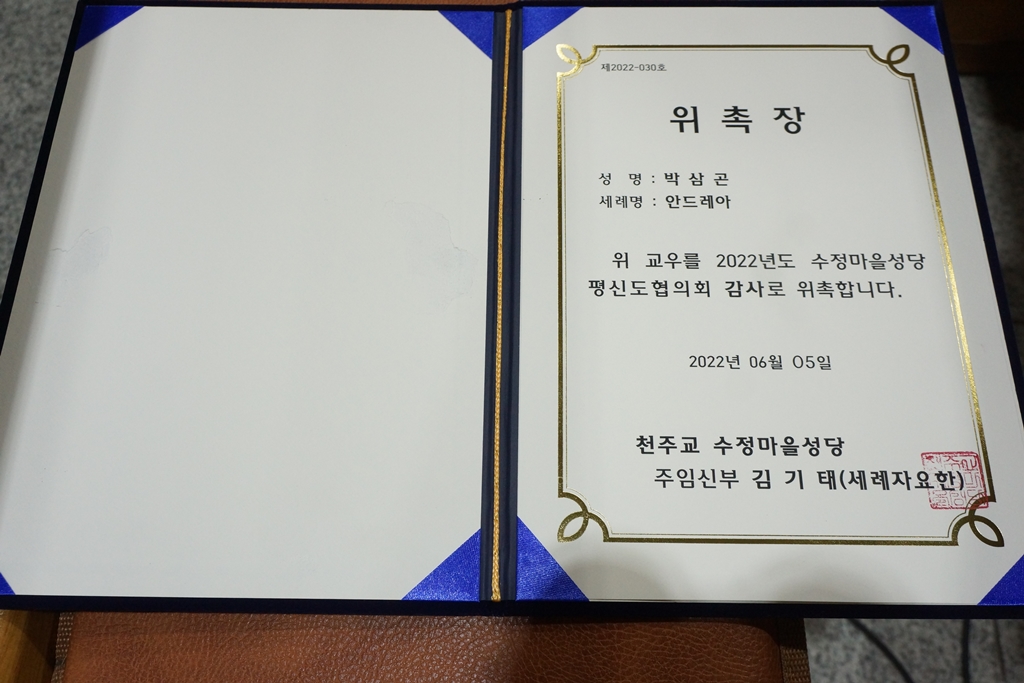 제2022-030호
위 촉 장
성 명 : 박 삼 곤
세례명 : 안드레아
위 교우를 2022년도 수정마을성당
평신도협의회 감사로 위촉합니다.
2022년 06월 05일
천주교 수정마을성당
주임신부 김 기 태(세례자요한)